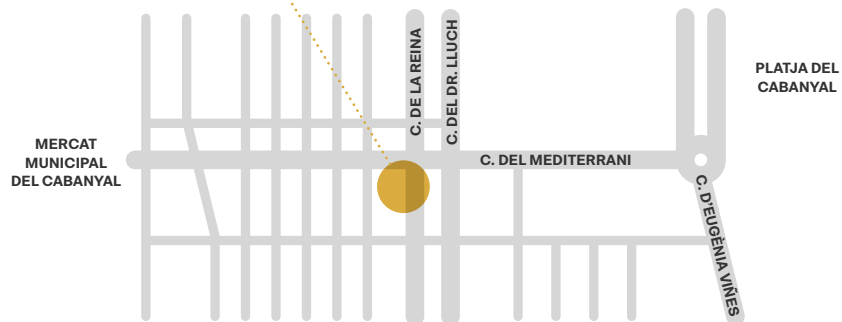 C. DE LA REINA
C. DEL DR. LLUCH
PLATJA DEL
CABANYAL
MERCAT
MUNICIPAL
DEL CABANYAL
C. DEL MEDITERRANI
C. D'EUGÈNIA VIÑES